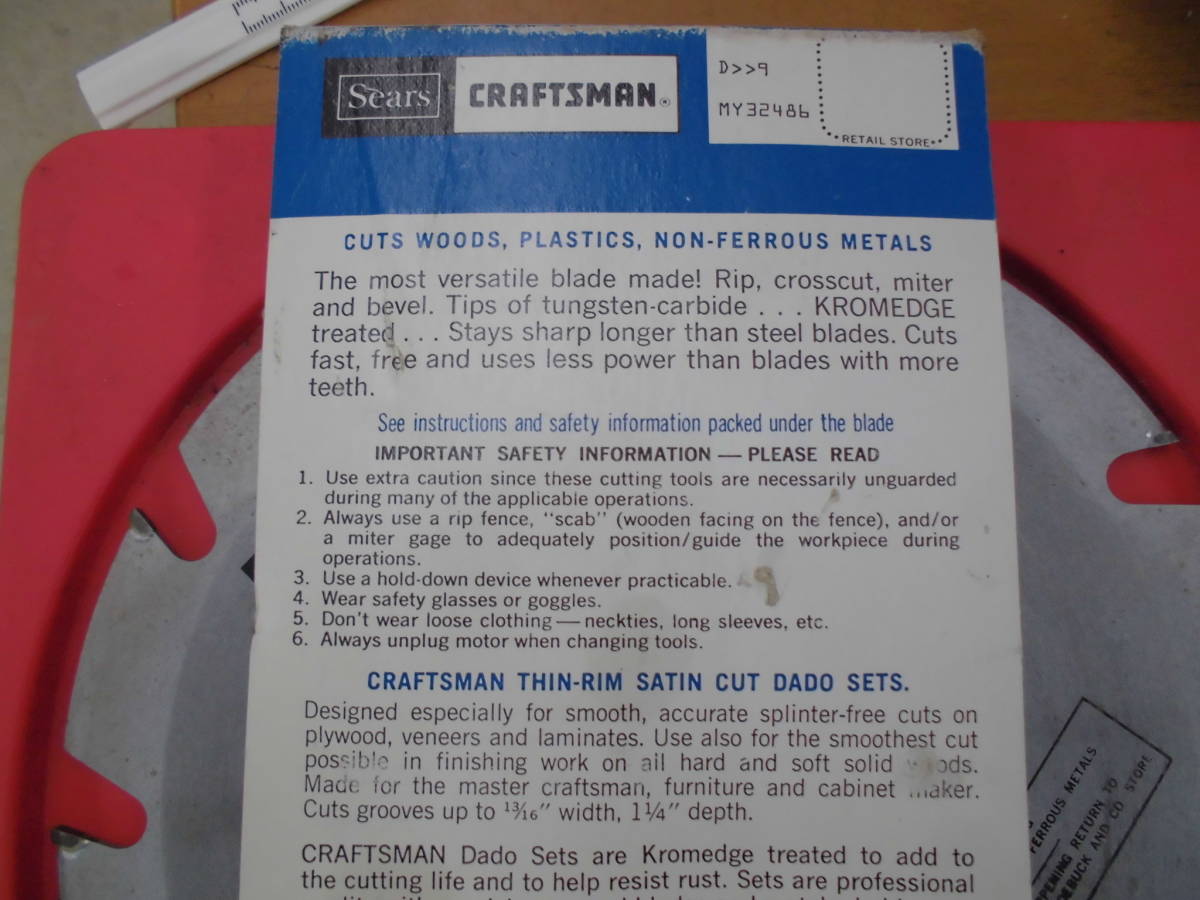 Sears CRAFTSMAN®
D>>9
MY32486
RETAIL STORE
CUTS WOODS, PLASTICS, NON-FERROUS METALS
The most versatile blade made! Rip, crosscut, miter
and bevel. Tips of tungsten-carbide . . . KROMEDGE
treated . . . Stays sharp longer than steel blades. Cuts
fast, free and uses less power than blades with more
teeth.
See instructions and safety information packed under the blade
IMPORTANT SAFETY INFORMATION — PLEASE READ
1. Use extra caution since these cutting tools are necessarily unguarded
during many of the applicable operations.
2. Always use a rip fence, "scab" (wooden facing on the fence), and/or
a miter gage to adequately position/guide the workpiece during
operations.
3. Use a hold-down device whenever practicable.
4. Wear safety glasses or goggles.
5. Don't wear loose clothing — neckties, long sleeves, etc.
6. Always unplug motor when changing tools.
CRAFTSMAN THIN-RIM SATIN CUT DADO SETS.
Designed especially for smooth, accurate splinter-free cuts on
plywood, veneers and laminates. Use also for the smoothest cut
possible in finishing work on all hard and soft solid
Made for the master craftsman, furniture and cabinet maker.
Cuts grooves up to 13/16" width, 1 1/4" depth.
CRAFTSMAN Dado Sets are Kromedge treated to add to
the cutting life and to help resist rust. Sets are professional
FERROUS METALS
RETURN TO
AND CO STORE